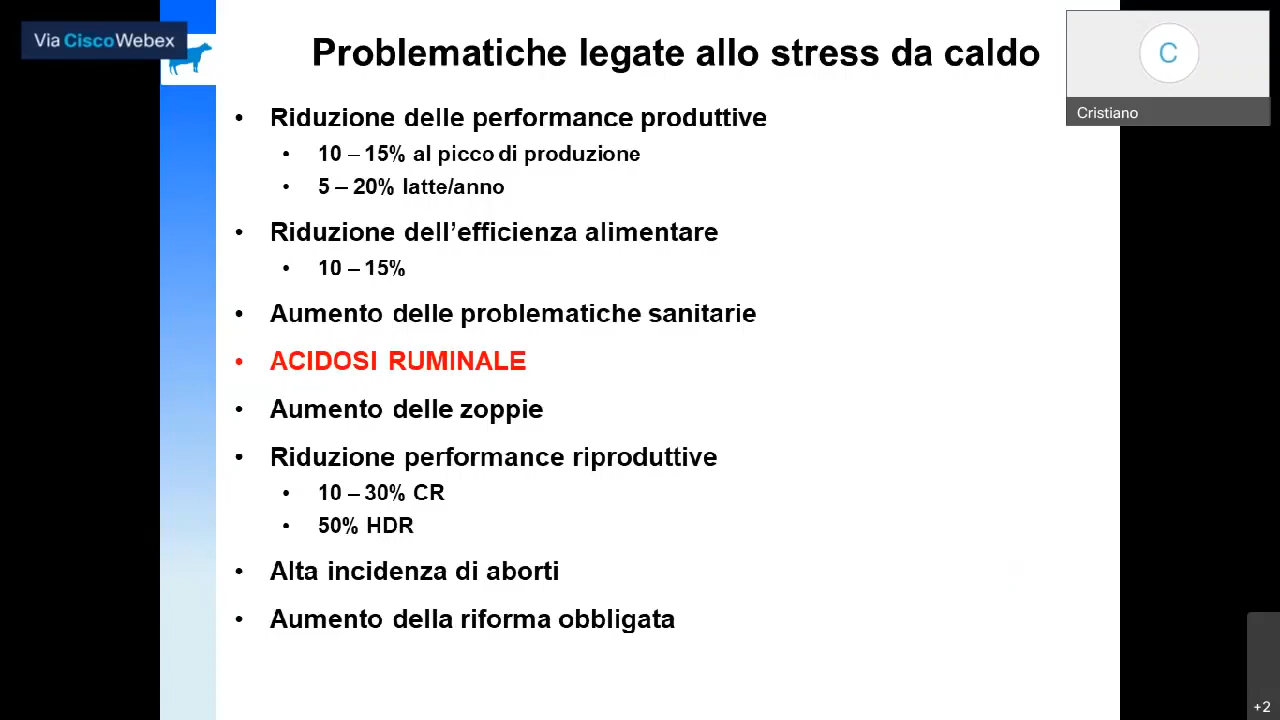 Via Cisco Webex
Problematiche legate allo stress da caldo
C
Cristiano
• Riduzione delle performance produttive
• 10 – 15% al picco di produzione
• 5 – 20% latte/anno
• Riduzione dell’efficienza alimentare
• 10 – 15%
• Aumento delle problematiche sanitarie
• ACIDOSI RUMINALE
• Aumento delle zoppie
• Riduzione performance riproduttive
• 10 – 30% CR
• 50% HDR
• Alta incidenza di aborti
• Aumento della riforma obbligata
+2